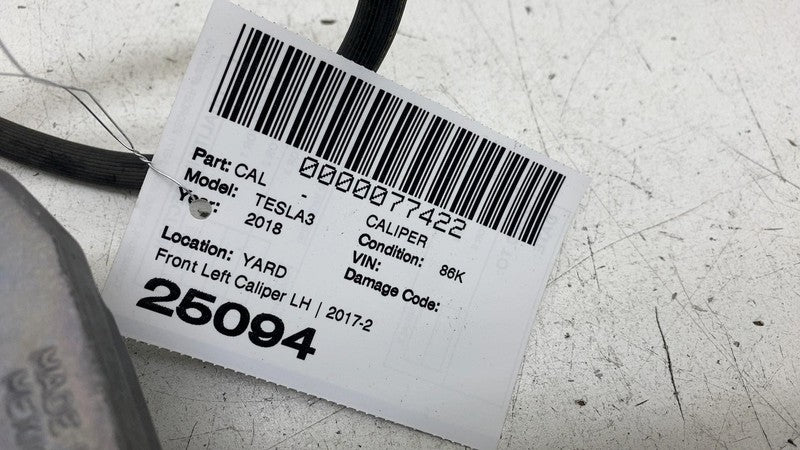 0000077422
Part: CAL - CALIPER
Model: TESLA3 Condition: 86K
Year: 2018 VIN:
Damage Code:
Location: YARD
Front Left Caliper LH | 2017-2
25094
MADE